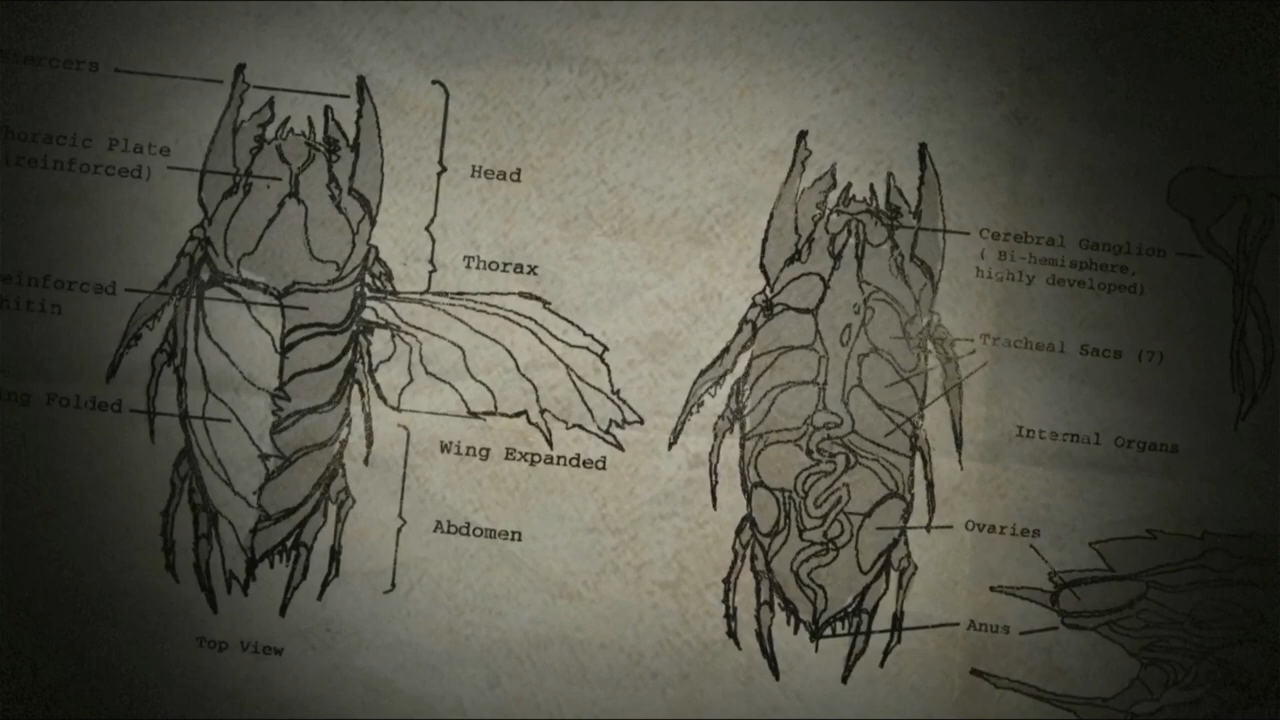 Thoracic Plate
(reinforced)
Wing Folded
Top View
Head
Thorax
Wing Expanded
Abdomen
Cerebral Ganglion
( Bi-hemisphere,
highly developed)
Tracheal Sacs (7)
Internal Organs
Ovaries
Anus